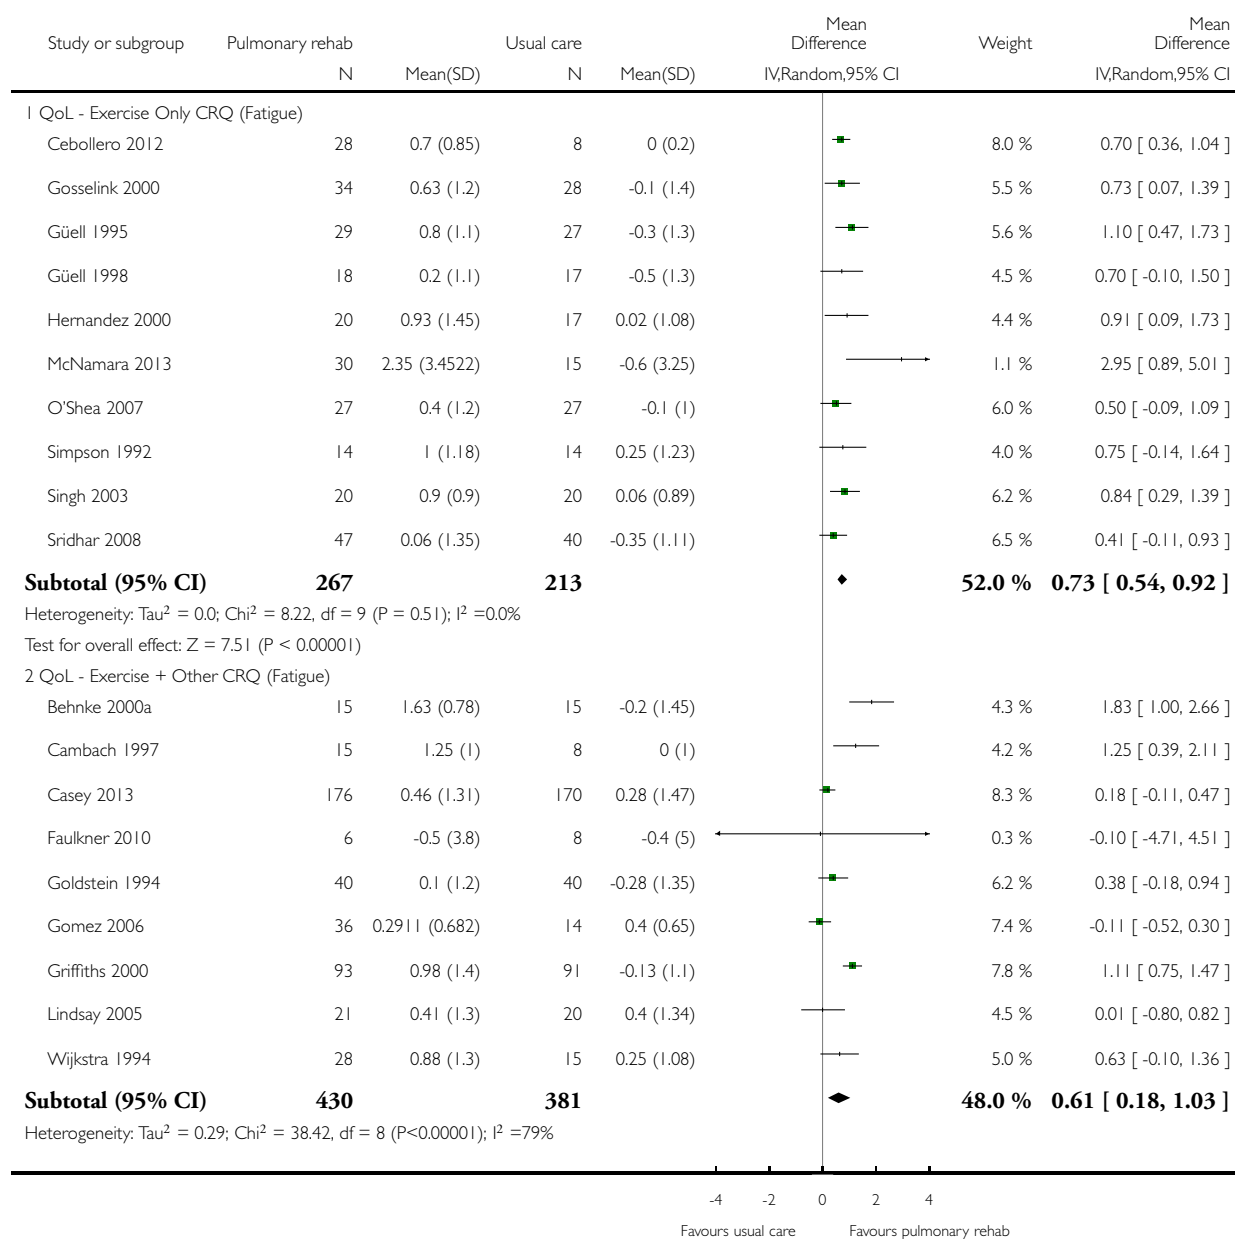 Study or subgroup Pulmonary rehab Usual care Mean Difference Weight Mean Difference
N Mean(SD) N Mean(SD) IV,Random,95% CI IV,Random,95% CI
1 QoL - Exercise Only CRQ (Fatigue)
Cebollero 2012 28 0.7 (0.85) 8 0 (0.2) 8.0 % 0.70 [ 0.36, 1.04 ]
Gosselink 2000 34 0.63 (1.2) 28 -0.1 (1.4) 5.5 % 0.73 [ 0.07, 1.39 ]
Güell 1995 29 0.8 (1.1) 27 -0.3 (1.3) 5.6 % 1.10 [ 0.47, 1.73 ]
Güell 1998 18 0.2 (1.1) 17 -0.5 (1.3) 4.5 % 0.70 [ -0.10, 1.50 ]
Hernandez 2000 20 0.93 (1.45) 17 0.02 (1.08) 4.4 % 0.91 [ 0.09, 1.73 ]
McNamara 2013 30 2.35 (3.4522) 15 -0.6 (3.25) 1.1 % 2.95 [ 0.89, 5.01 ]
O'Shea 2007 27 0.4 (1.2) 27 -0.1 (1) 6.0 % 0.50 [ -0.09, 1.09 ]
Simpson 1992 14 1 (1.18) 14 0.25 (1.23) 4.0 % 0.75 [ -0.14, 1.64 ]
Singh 2003 20 0.9 (0.9) 20 0.06 (0.89) 6.2 % 0.84 [ 0.29, 1.39 ]
Sridhar 2008 47 0.06 (1.35) 40 -0.35 (1.11) 6.5 % 0.41 [ -0.11, 0.93 ]
Subtotal (95% CI) 267 213 52.0 % 0.73 [ 0.54, 0.92 ]
Heterogeneity: Tau² = 0.0; Chi² = 8.22, df = 9 (P = 0.51); I² =0.0%
Test for overall effect: Z = 7.51 (P < 0.00001)
2 QoL - Exercise + Other CRQ (Fatigue)
Behnke 2000a 15 1.63 (0.78) 15 -0.2 (1.45) 4.3 % 1.83 [ 1.00, 2.66 ]
Cambach 1997 15 1.25 (1) 8 0 (1) 4.2 % 1.25 [ 0.39, 2.11 ]
Casey 2013 176 0.46 (1.31) 170 0.28 (1.47) 8.3 % 0.18 [ -0.11, 0.47 ]
Faulkner 2010 6 -0.5 (3.8) 8 -0.4 (5) 0.3 % -0.10 [ -4.71, 4.51 ]
Goldstein 1994 40 0.1 (1.2) 40 -0.28 (1.35) 6.2 % 0.38 [ -0.18, 0.94 ]
Gomez 2006 36 0.2911 (0.682) 14 0.4 (0.65) 7.4 % -0.11 [ -0.52, 0.30 ]
Griffiths 2000 93 0.98 (1.4) 91 -0.13 (1.1) 7.8 % 1.11 [ 0.75, 1.47 ]
Lindsay 2005 21 0.41 (1.3) 20 0.4 (1.34) 4.5 % 0.01 [ -0.80, 0.82 ]
Wijkstra 1994 28 0.88 (1.3) 15 0.25 (1.08) 5.0 % 0.63 [ -0.10, 1.36 ]
Subtotal (95% CI) 430 381 48.0 % 0.61 [ 0.18, 1.03 ]
Heterogeneity: Tau² = 0.29; Chi² = 38.42, df = 8 (P<0.00001); I² =79%
-4 -2 0 2 4
Favours usual care Favours pulmonary rehab